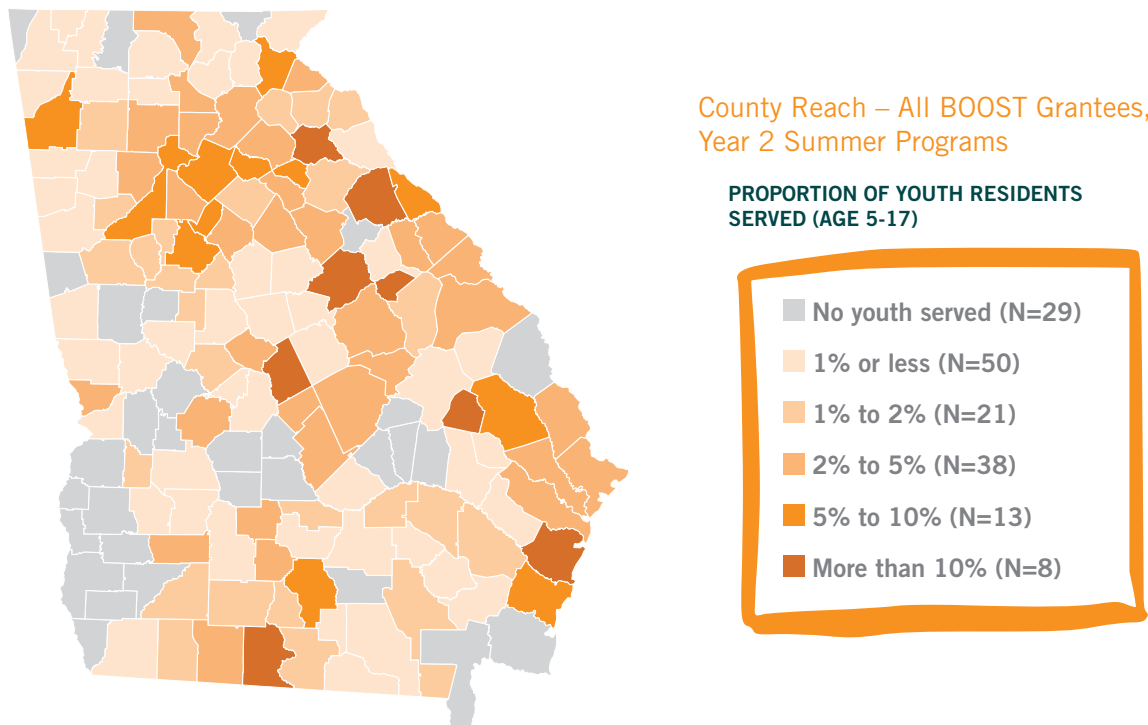 County Reach – All BOOST Grantees,
Year 2 Summer Programs
PROPORTION OF YOUTH RESIDENTS
SERVED (AGE 5-17)
No youth served (N=29)
1% or less (N=50)
1% to 2% (N=21)
2% to 5% (N=38)
5% to 10% (N=13)
More than 10% (N=8)